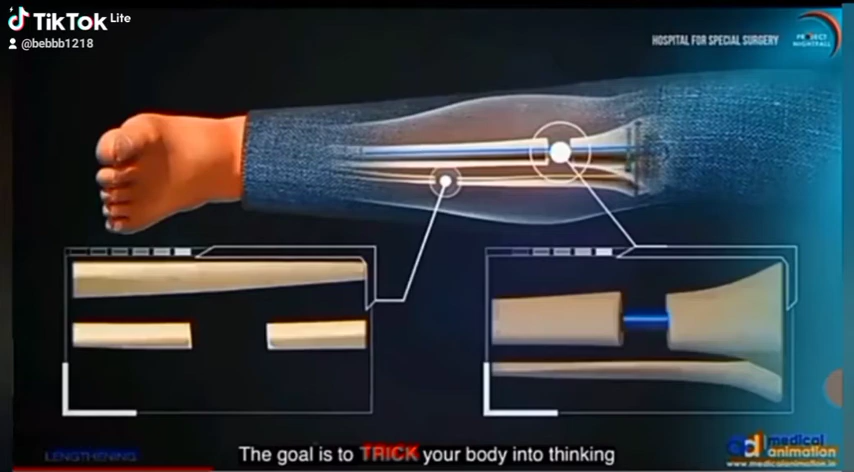 TikTok Lite
@bebbb1218
HOSPITAL FOR SPECIAL SURGERY
PROJECT
NIGHTFALL
LENGTHENING
The goal is to TRICK your body into thinking
medical
animation
www.medicalanimation.in